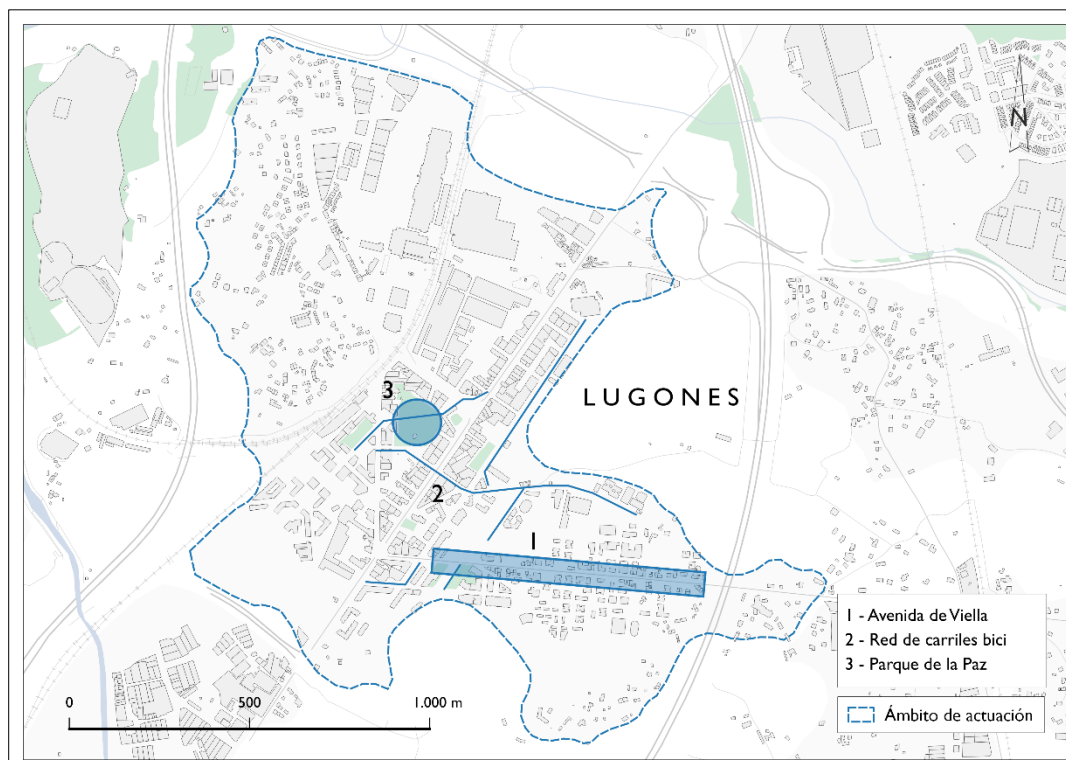 N
3
LUGONES
2
1
1 - Avenida de Viella
2 - Red de carriles bici
3 - Parque de la Paz
Ámbito de actuación
0 500 1.000 m